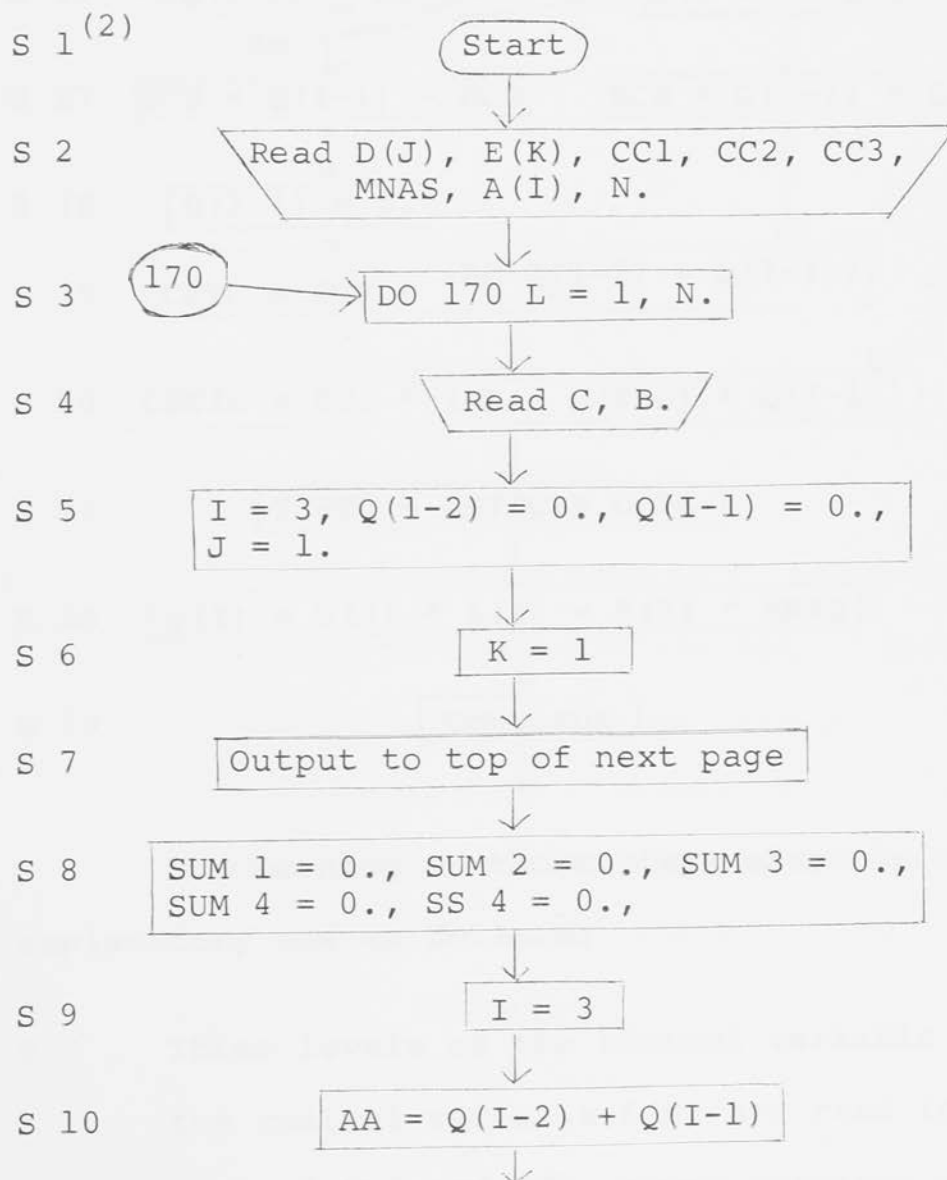 S 1(2) Start
S 2 Read D(J), E(K), CC1, CC2, CC3,
MNAS, A(I), N.
S 3 170 DO 170 L = 1, N.
S 4 Read C, B.
S 5 I = 3, Q(1-2) = 0., Q(I-1) = 0.,
J = 1.
S 6 K = 1
S 7 Output to top of next page
S 8 SUM 1 = 0., SUM 2 = 0., SUM 3 = 0.,
SUM 4 = 0., SS 4 = 0.,
S 9 I = 3
S 10 AA = Q(I-2) + Q(I-1)